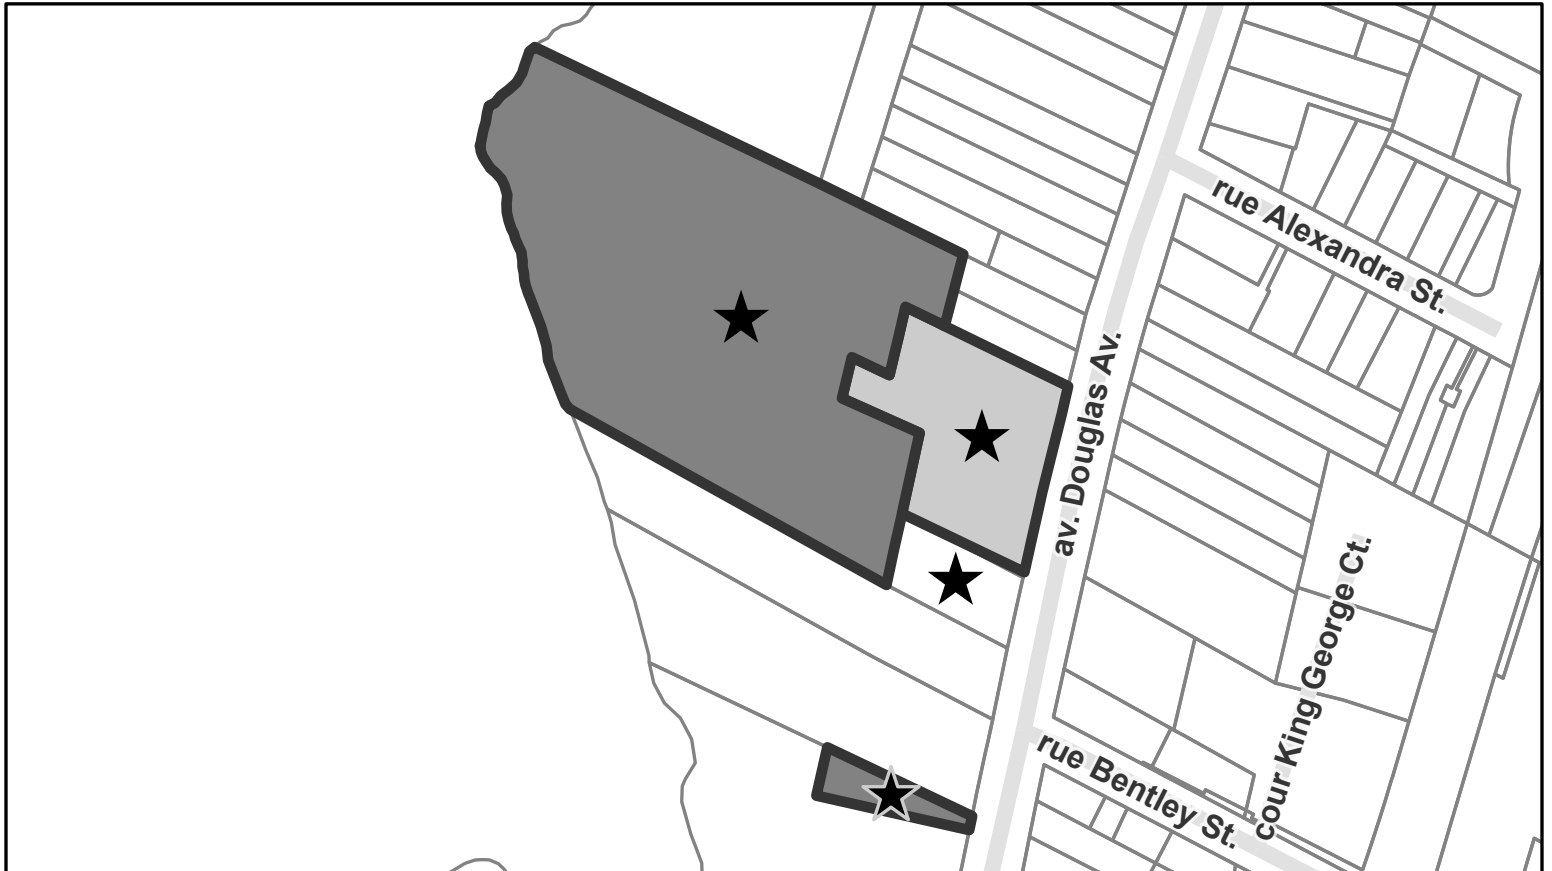 rue Alexandra St.
av. Douglas Av.
cour King George Ct.
rue Bentley St.